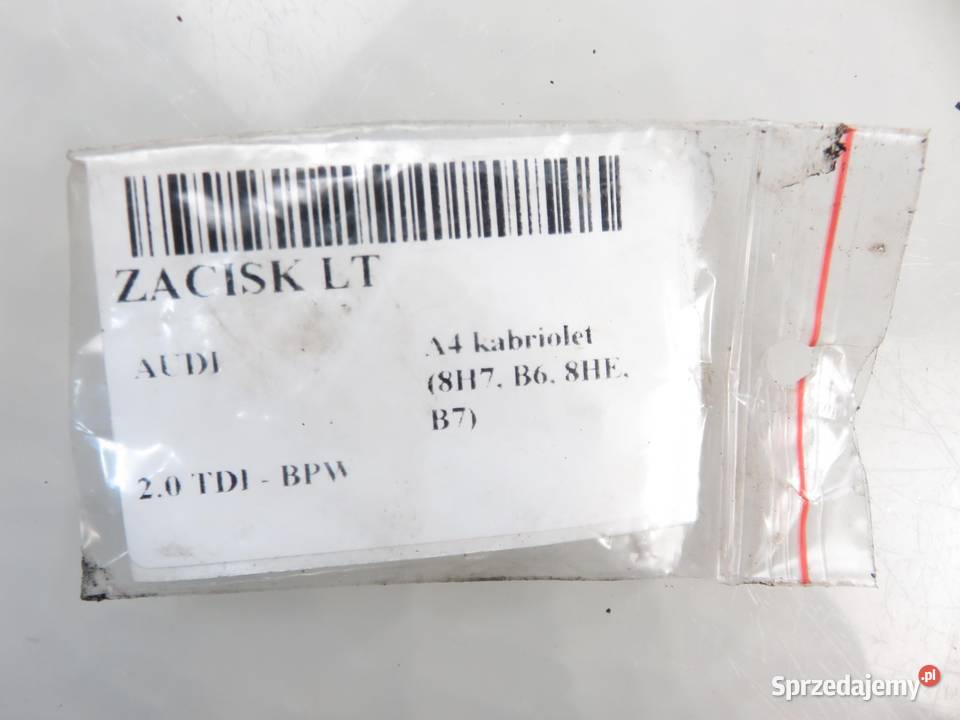 ZACISK LT
AUDI
A4 kabriolet
(8H7, B6, 8HE,
B7)
2.0 TDI - BPW
Sprzedajemy.pl